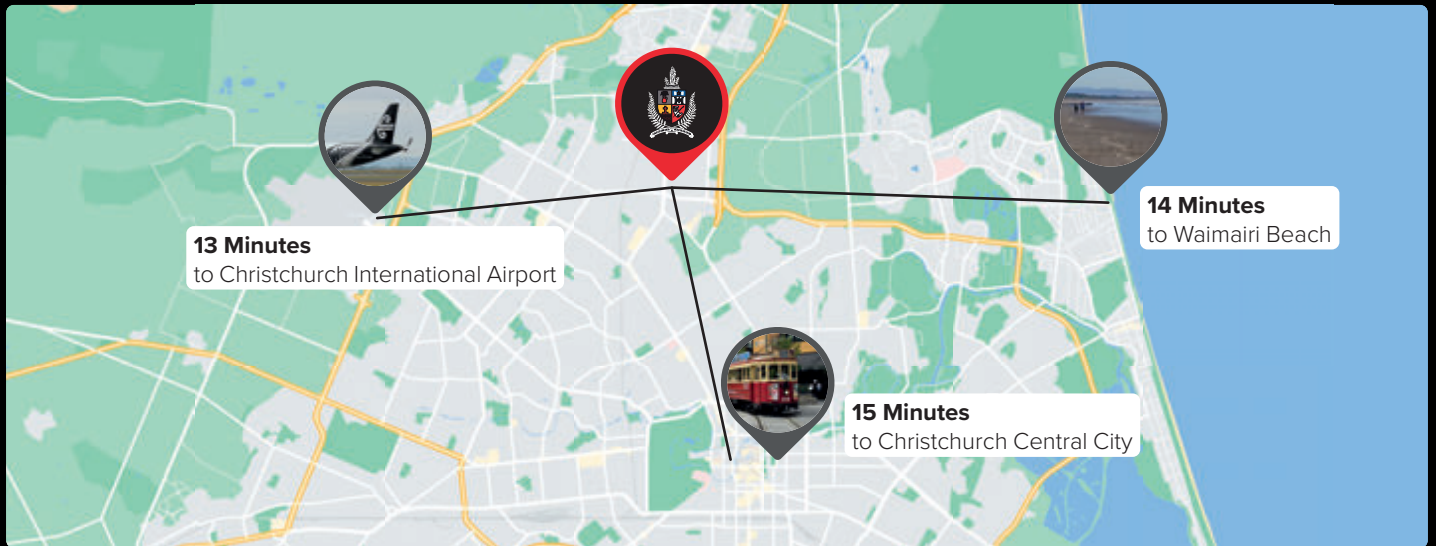 13 Minutes
to Christchurch International Airport
14 Minutes
to Waimairi Beach
15 Minutes
to Christchurch Central City